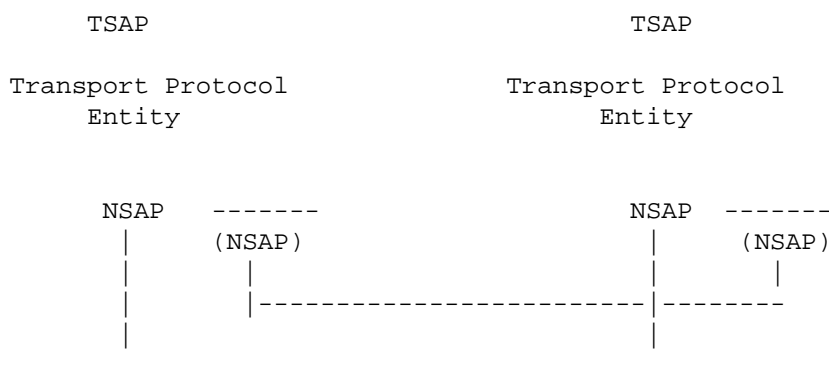 TSAP TSAP
Transport Protocol Transport Protocol
Entity Entity
NSAP NSAP
(NSAP) (NSAP)